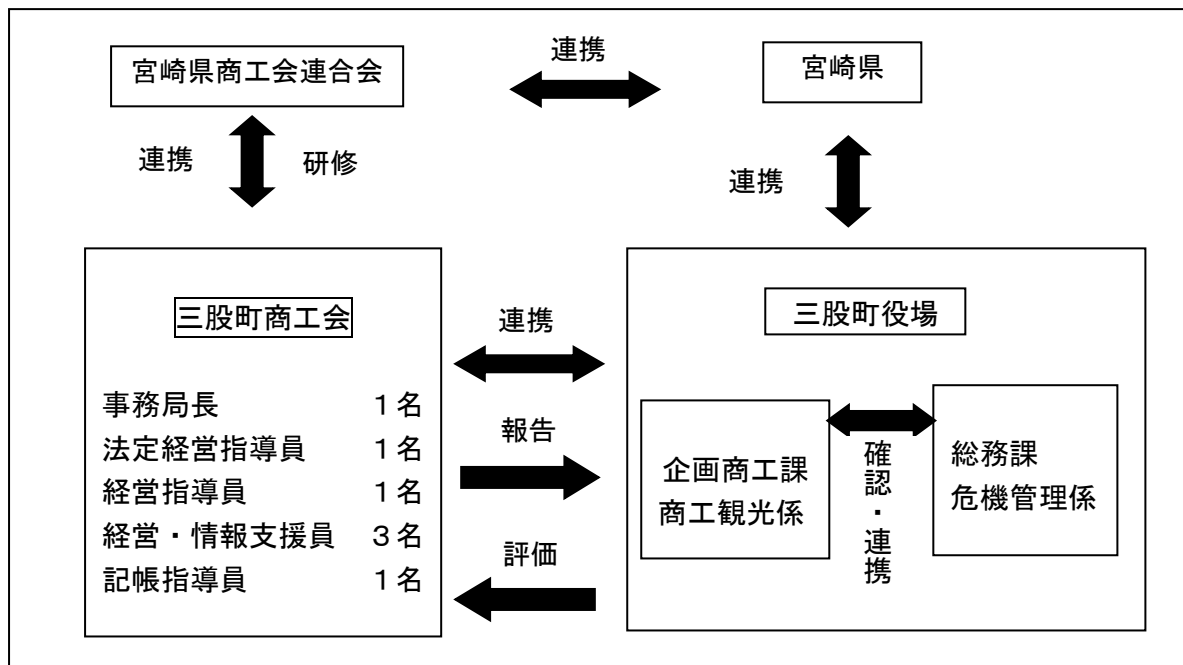 宮崎県商工会連合会
連携
宮崎県
連携
研修
連携
三股町商工会
事務局長 １名
法定経営指導員 １名
経営指導員 １名
経営・情報支援員 ３名
記帳指導員 １名
連携
報告
評価
三股町役場
企画商工課
商工観光係
確認・連携
総務課
危機管理係